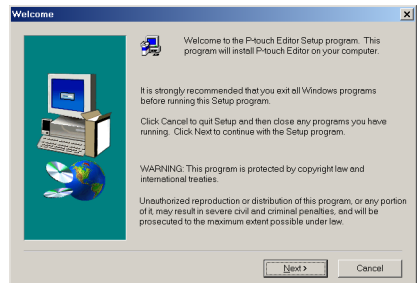 Welcome
Welcome to the P-touch Editor Setup program. This
program will install P-touch Editor on your computer.
It is strongly recommended that you exit all Windows programs
before running this Setup program.
Click Cancel to quit Setup and then close any programs you have
running. Click Next to continue with the Setup program.
WARNING: This program is protected by copyright law and
international treaties.
Unauthorized reproduction or distribution of this program, or any portion
of it, may result in severe civil and criminal penalties, and will be
prosecuted to the maximum extent possible under law.
Next > Cancel